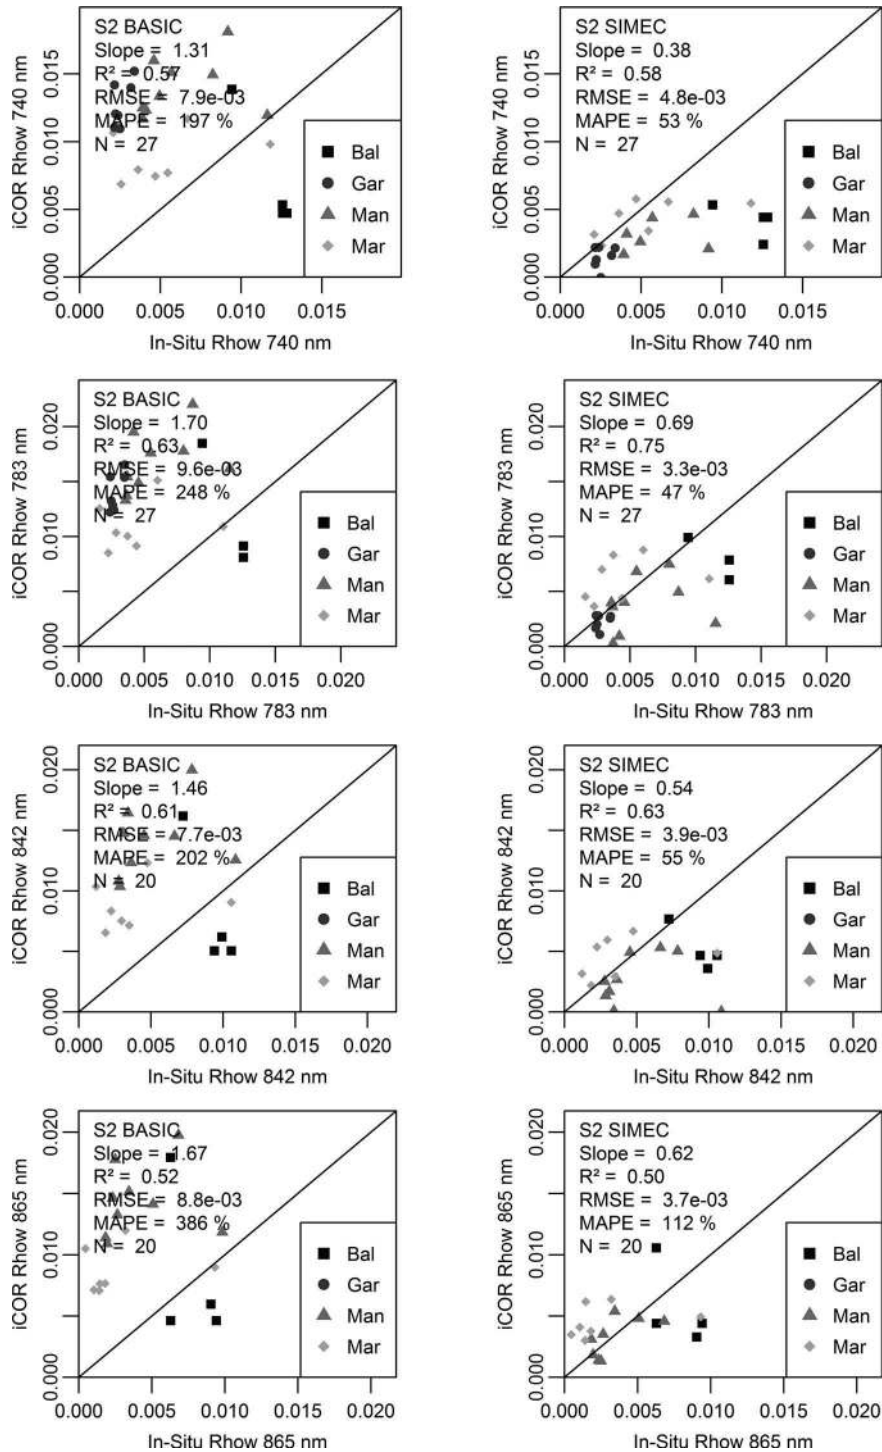 S2 BASIC
Slope = 1.31
R² = 0.57
RMSE = 7.9e-03
MAPE = 197 %
N = 27
Bal
Gar
Man
Mar
iCOR Rhow 740 nm
0.000 0.005 0.010 0.015
0.000 0.005 0.015
In-Situ Rhow 740 nm
S2 SIMEC
Slope = 0.38
R² = 0.58
RMSE = 4.8e-03
MAPE = 53 %
N = 27
Bal
Gar
Man
Mar
iCOR Rhow 740 nm
0.000 0.005 0.010 0.015
0.000 0.005 0.015
In-Situ Rhow 740 nm
S2 BASIC
Slope = 1.70
R² = 0.63
RMSE = 9.6e-03
MAPE = 248 %
N = 27
Bal
Gar
Man
Mar
iCOR Rhow 783 nm
0.000 0.010 0.020
0.000 0.005 0.010 0.015 0.020
In-Situ Rhow 783 nm
S2 SIMEC
Slope = 0.69
R² = 0.75
RMSE = 3.3e-03
MAPE = 47 %
N = 27
Bal
Gar
Man
Mar
iCOR Rhow 783 nm
0.000 0.010 0.020
0.000 0.005 0.010 0.015 0.020
In-Situ Rhow 783 nm
S2 BASIC
Slope = 1.46
R² = 0.61
RMSE = 7.7e-03
MAPE = 202 %
N = 20
Bal
Gar
Man
Mar
iCOR Rhow 842 nm
0.000 0.010 0.020
0.000 0.005 0.010 0.015 0.020
In-Situ Rhow 842 nm
S2 SIMEC
Slope = 0.54
R² = 0.63
RMSE = 3.9e-03
MAPE = 55 %
N = 20
Bal
Gar
Man
Mar
iCOR Rhow 842 nm
0.000 0.010 0.020
0.000 0.005 0.010 0.015 0.020
In-Situ Rhow 842 nm
S2 BASIC
Slope = 1.67
R² = 0.52
RMSE = 8.8e-03
MAPE = 386 %
N = 20
Bal
Gar
Man
Mar
iCOR Rhow 865 nm
0.000 0.010 0.020
0.000 0.005 0.010 0.015 0.020
In-Situ Rhow 865 nm
S2 SIMEC
Slope = 0.62
R² = 0.50
RMSE = 3.7e-03
MAPE = 112 %
N = 20
Bal
Gar
Man
Mar
iCOR Rhow 865 nm
0.000 0.010 0.020
0.000 0.005 0.010 0.015 0.020
In-Situ Rhow 865 nm